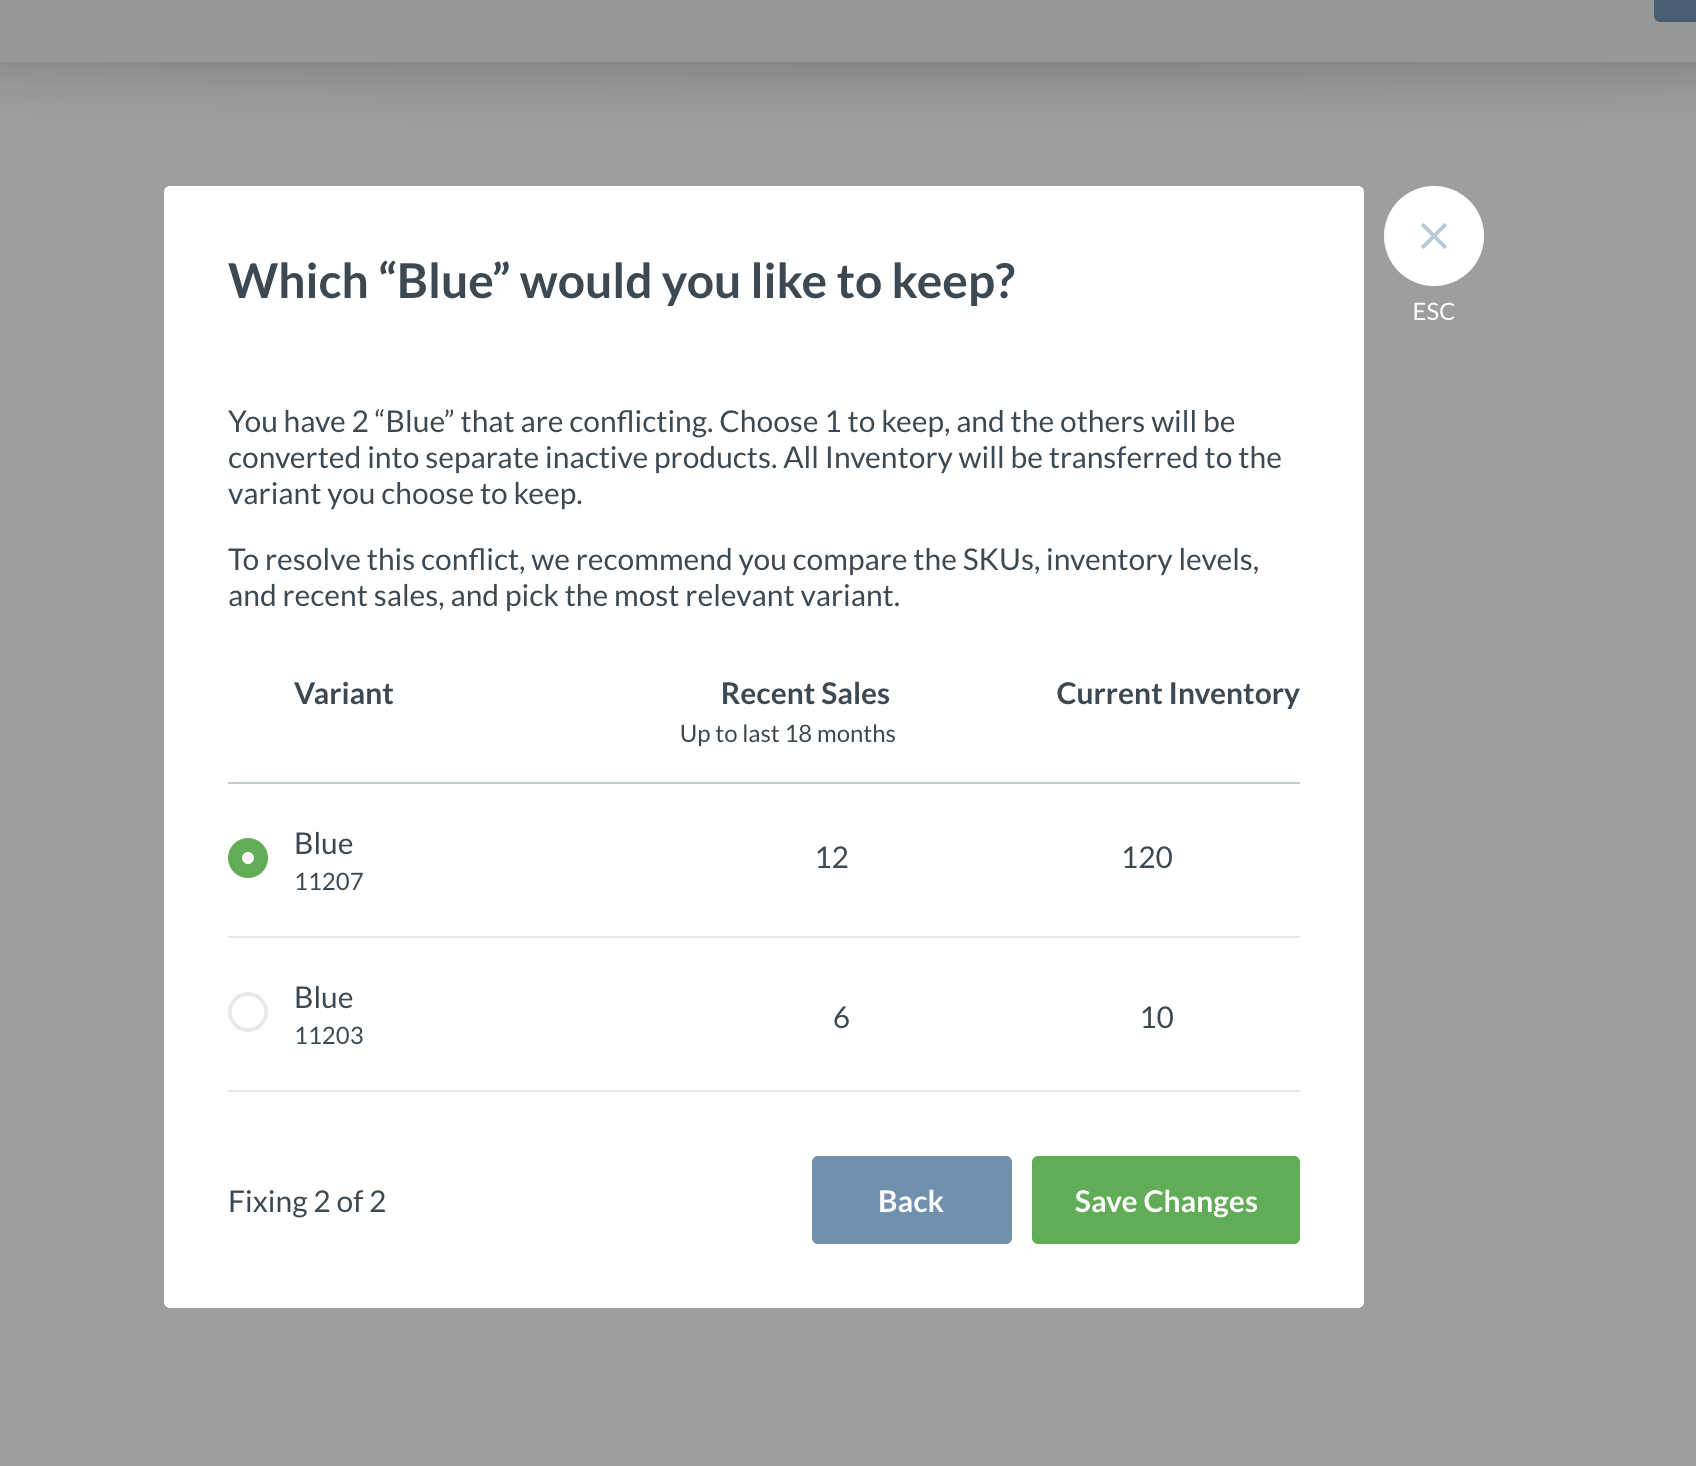 Which “Blue” would you like to keep?
ESC
You have 2 “Blue” that are conflicting. Choose 1 to keep, and the others will be
converted into separate inactive products. All Inventory will be transferred to the
variant you choose to keep.
To resolve this conflict, we recommend you compare the SKUs, inventory levels,
and recent sales, and pick the most relevant variant.
Variant Recent Sales Current Inventory
Up to last 18 months
Blue 12 120
11207
Blue 6 10
11203
Fixing 2 of 2 Back Save Changes